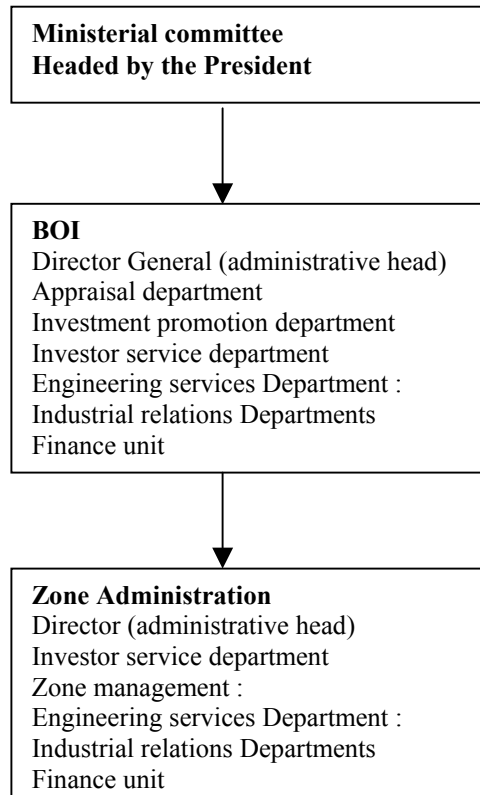 Ministerial committee
Headed by the President
BOI
Director General (administrative head)
Appraisal department
Investment promotion department
Investor service department
Engineering services Department :
Industrial relations Departments
Finance unit
Zone Administration
Director (administrative head)
Investor service department
Zone management :
Engineering services Department :
Industrial relations Departments
Finance unit